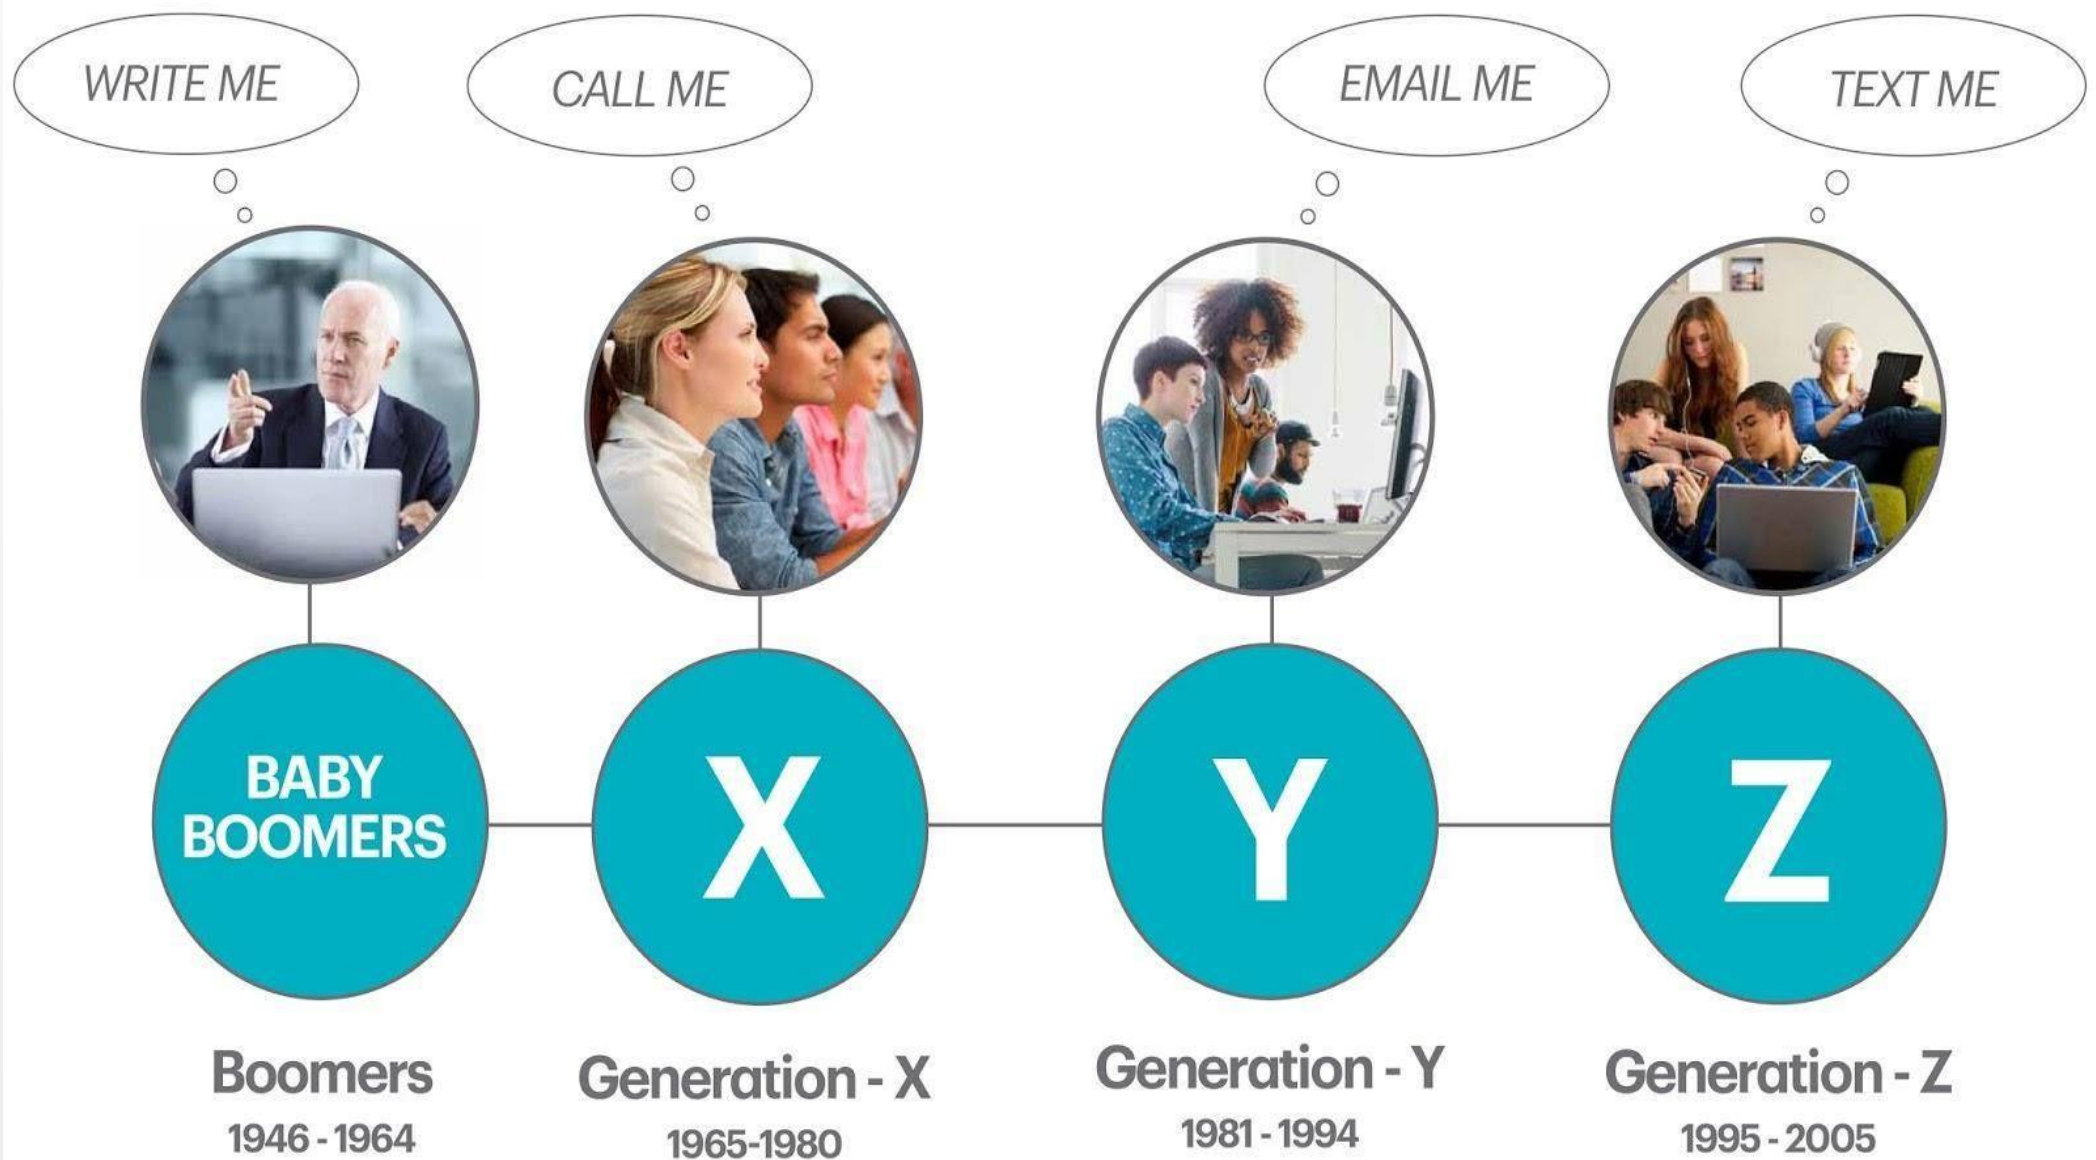 WRITE ME
CALL ME
EMAIL ME
TEXT ME
BABY
BOOMERS
X
Y
Z
Boomers
1946 - 1964
Generation - X
1965-1980
Generation - Y
1981 - 1994
Generation - Z
1995 - 2005